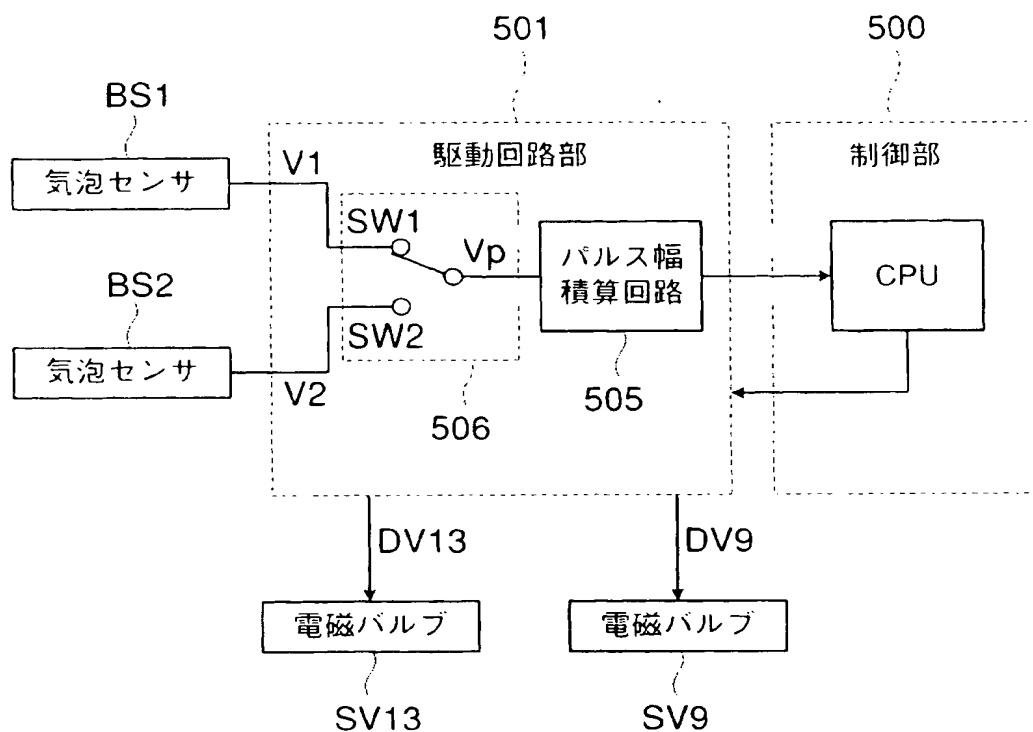 501
500
BS1
駆動回路部
制御部
気泡センサ
V1
SW1
Vp
パルス幅
積算回路
CPU
BS2
SW2
気泡センサ
V2
506
505
DV13
DV9
電磁バルブ
電磁バルブ
SV13
SV9